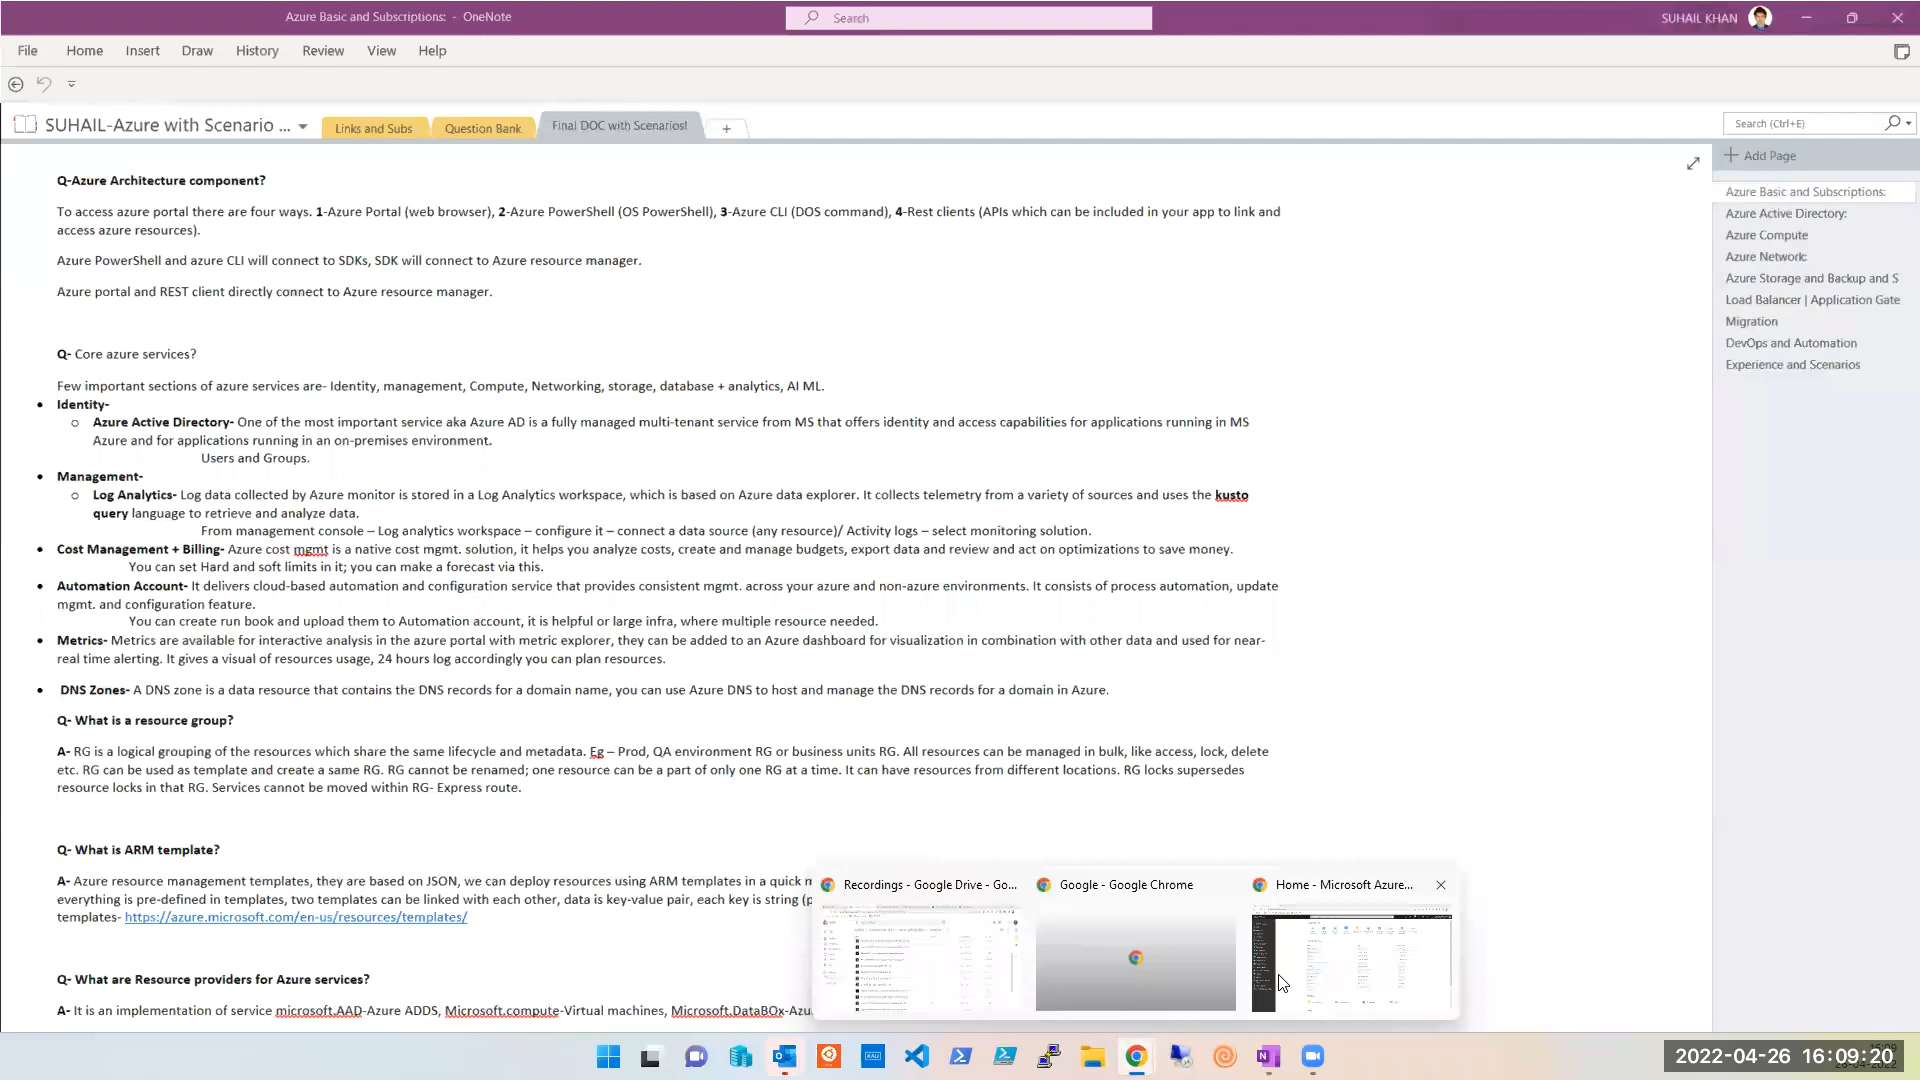 Azure Basic and Subscriptions: - OneNote
Search
SUHAIL KHAN
File Home Insert Draw History Review View Help
SUHAIL-Azure with Scenario ...
Links and Subs
Question Bank
Final DOC with Scenarios!
Search (Ctrl+E)
Add Page
Azure Basic and Subscriptions:
Azure Active Directory:
Azure Compute
Azure Network:
Azure Storage and Backup and S
Load Balancer | Application Gate
Migration
DevOps and Automation
Experience and Scenarios
Q-Azure Architecture component?
To access azure portal there are four ways. 1-Azure Portal (web browser), 2-Azure PowerShell (OS PowerShell), 3-Azure CLI (DOS command), 4-Rest clients (APIs which can be included in your app to link and
access azure resources).
Azure PowerShell and azure CLI will connect to SDKs, SDK will connect to Azure resource manager.
Azure portal and REST client directly connect to Azure resource manager.
Q- Core azure services?
Few important sections of azure services are- Identity, management, Compute, Networking, storage, database + analytics, AI ML.
• Identity-
o Azure Active Directory- One of the most important service aka Azure AD is a fully managed multi-tenant service from MS that offers identity and access capabilities for applications running in MS
Azure and for applications running in an on-premises environment.
Users and Groups.
• Management-
o Log Analytics- Log data collected by Azure monitor is stored in a Log Analytics workspace, which is based on Azure data explorer. It collects telemetry from a variety of sources and uses the kusto
query language to retrieve and analyze data.
From management console – Log analytics workspace – configure it – connect a data source (any resource)/ Activity logs – select monitoring solution.
• Cost Management + Billing- Azure cost mgmt is a native cost mgmt. solution, it helps you analyze costs, create and manage budgets, export data and review and act on optimizations to save money.
You can set Hard and soft limits in it; you can make a forecast via this.
• Automation Account- It delivers cloud-based automation and configuration service that provides consistent mgmt. across your azure and non-azure environments. It consists of process automation, update
mgmt. and configuration feature.
You can create run book and upload them to Automation account, it is helpful or large infra, where multiple resource needed.
• Metrics- Metrics are available for interactive analysis in the azure portal with metric explorer, they can be added to an Azure dashboard for visualization in combination with other data and used for near-
real time alerting. It gives a visual of resources usage, 24 hours log accordingly you can plan resources.
• DNS Zones- A DNS zone is a data resource that contains the DNS records for a domain name, you can use Azure DNS to host and manage the DNS records for a domain in Azure.
Q- What is a resource group?
A- RG is a logical grouping of the resources which share the same lifecycle and metadata. Eg – Prod, QA environment RG or business units RG. All resources can be managed in bulk, like access, lock, delete
etc. RG can be used as template and create a same RG. RG cannot be renamed; one resource can be a part of only one RG at a time. It can have resources from different locations. RG locks supersedes
resource locks in that RG. Services cannot be moved within RG- Express route.
Q- What is ARM template?
A- Azure resource management templates, they are based on JSON, we can deploy resources using ARM templates in a quick m
everything is pre-defined in templates, two templates can be linked with each other, data is key-value pair, each key is string (p
templates- https://azure.microsoft.com/en-us/resources/templates/
Q- What are Resource providers for Azure services?
A- It is an implementation of service microsoft.AAD-Azure ADDS, Microsoft.compute-Virtual machines, Microsoft.DataBOx-Azu
Recordings - Google Drive - Go...
Google - Google Chrome
Home - Microsoft Azure...
2022-04-26 16:09:20